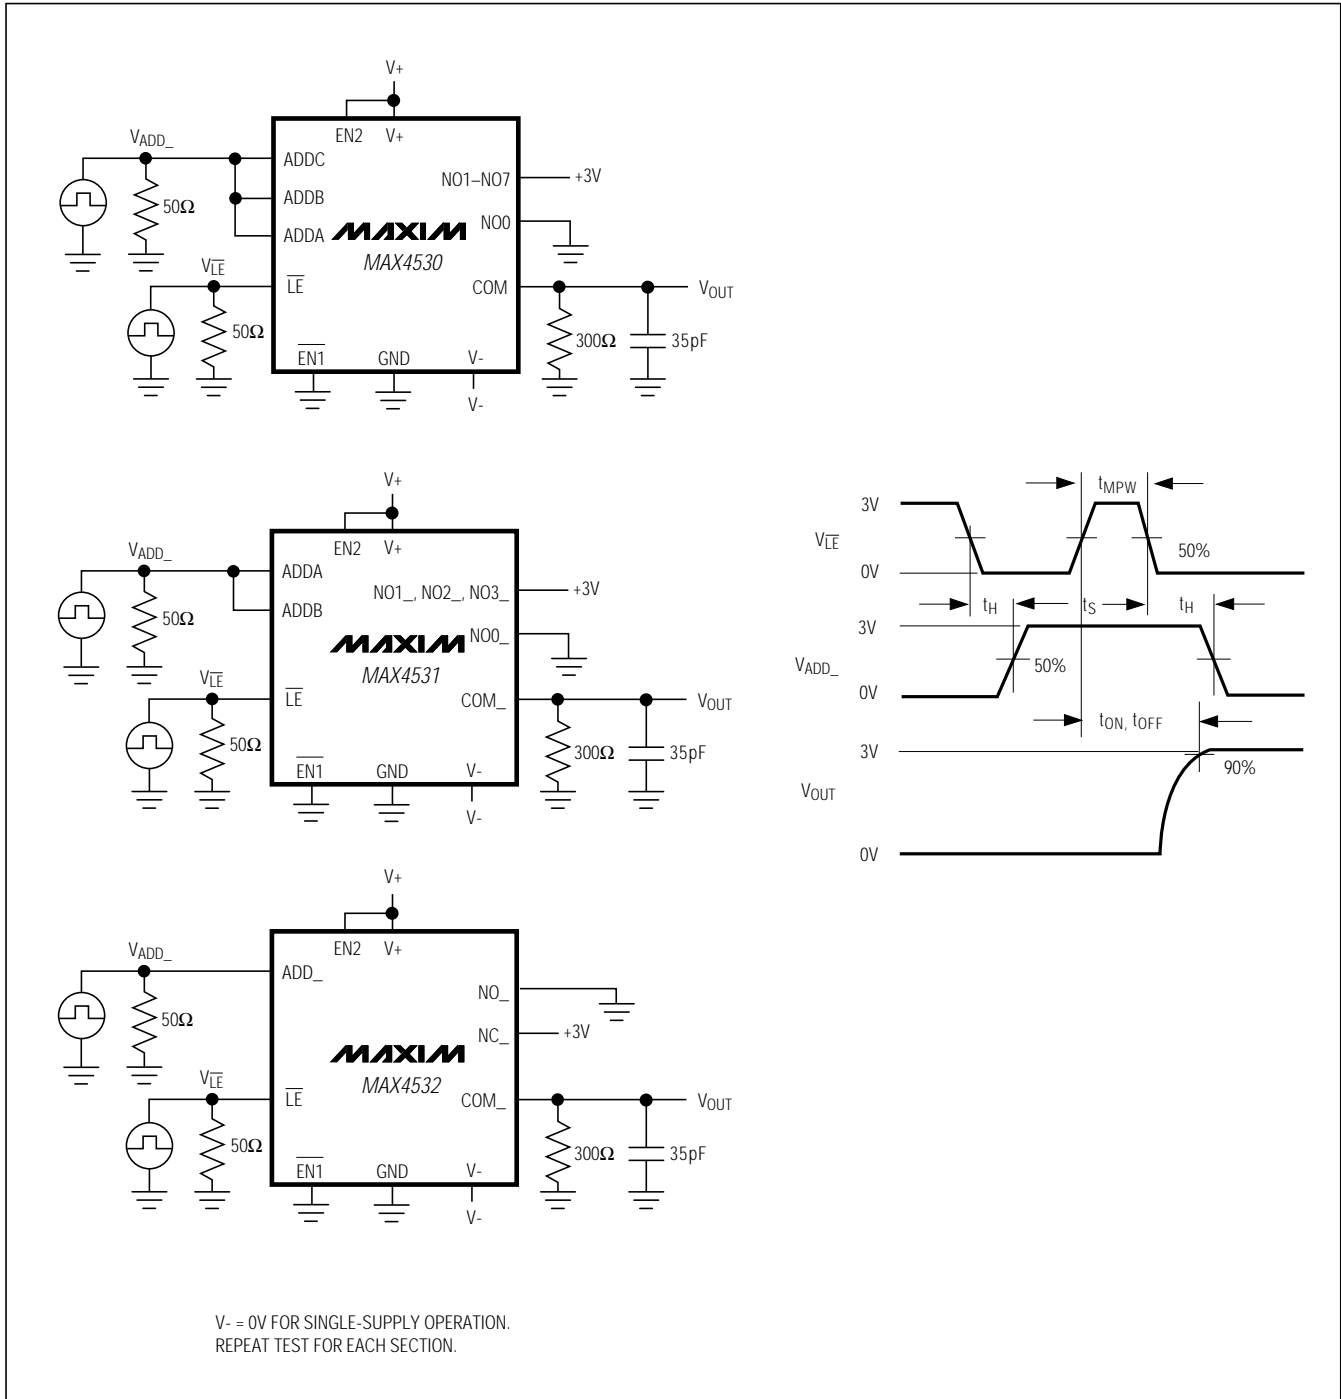 V+
EN2 V+
VADD_
ADDC
ADDB
ADDA
50Ω
NO1–NO7 +3V
NO0
MAXIM
MAX4530
VLE
LE
50Ω
COM VOUT
300Ω 35pF
EN1 GND V-
V-
V+
EN2 V+
VADD_
ADDA
ADDB
50Ω
NO1_, NO2_, NO3_ +3V
NO0_
MAXIM
MAX4531
VLE
LE
50Ω
COM_ VOUT
300Ω 35pF
EN1 GND V-
V-
V+
EN2 V+
VADD_
ADD_
50Ω
NO_
NC_ +3V
MAXIM
MAX4532
VLE
LE
50Ω
COM_ VOUT
300Ω 35pF
EN1 GND V-
V-
tMPW
3V
VLE
50%
0V
tH tS tH
3V
VADD_
50%
0V
tON, tOFF
3V
90%
VOUT
0V
V- = 0V FOR SINGLE-SUPPLY OPERATION.
REPEAT TEST FOR EACH SECTION.